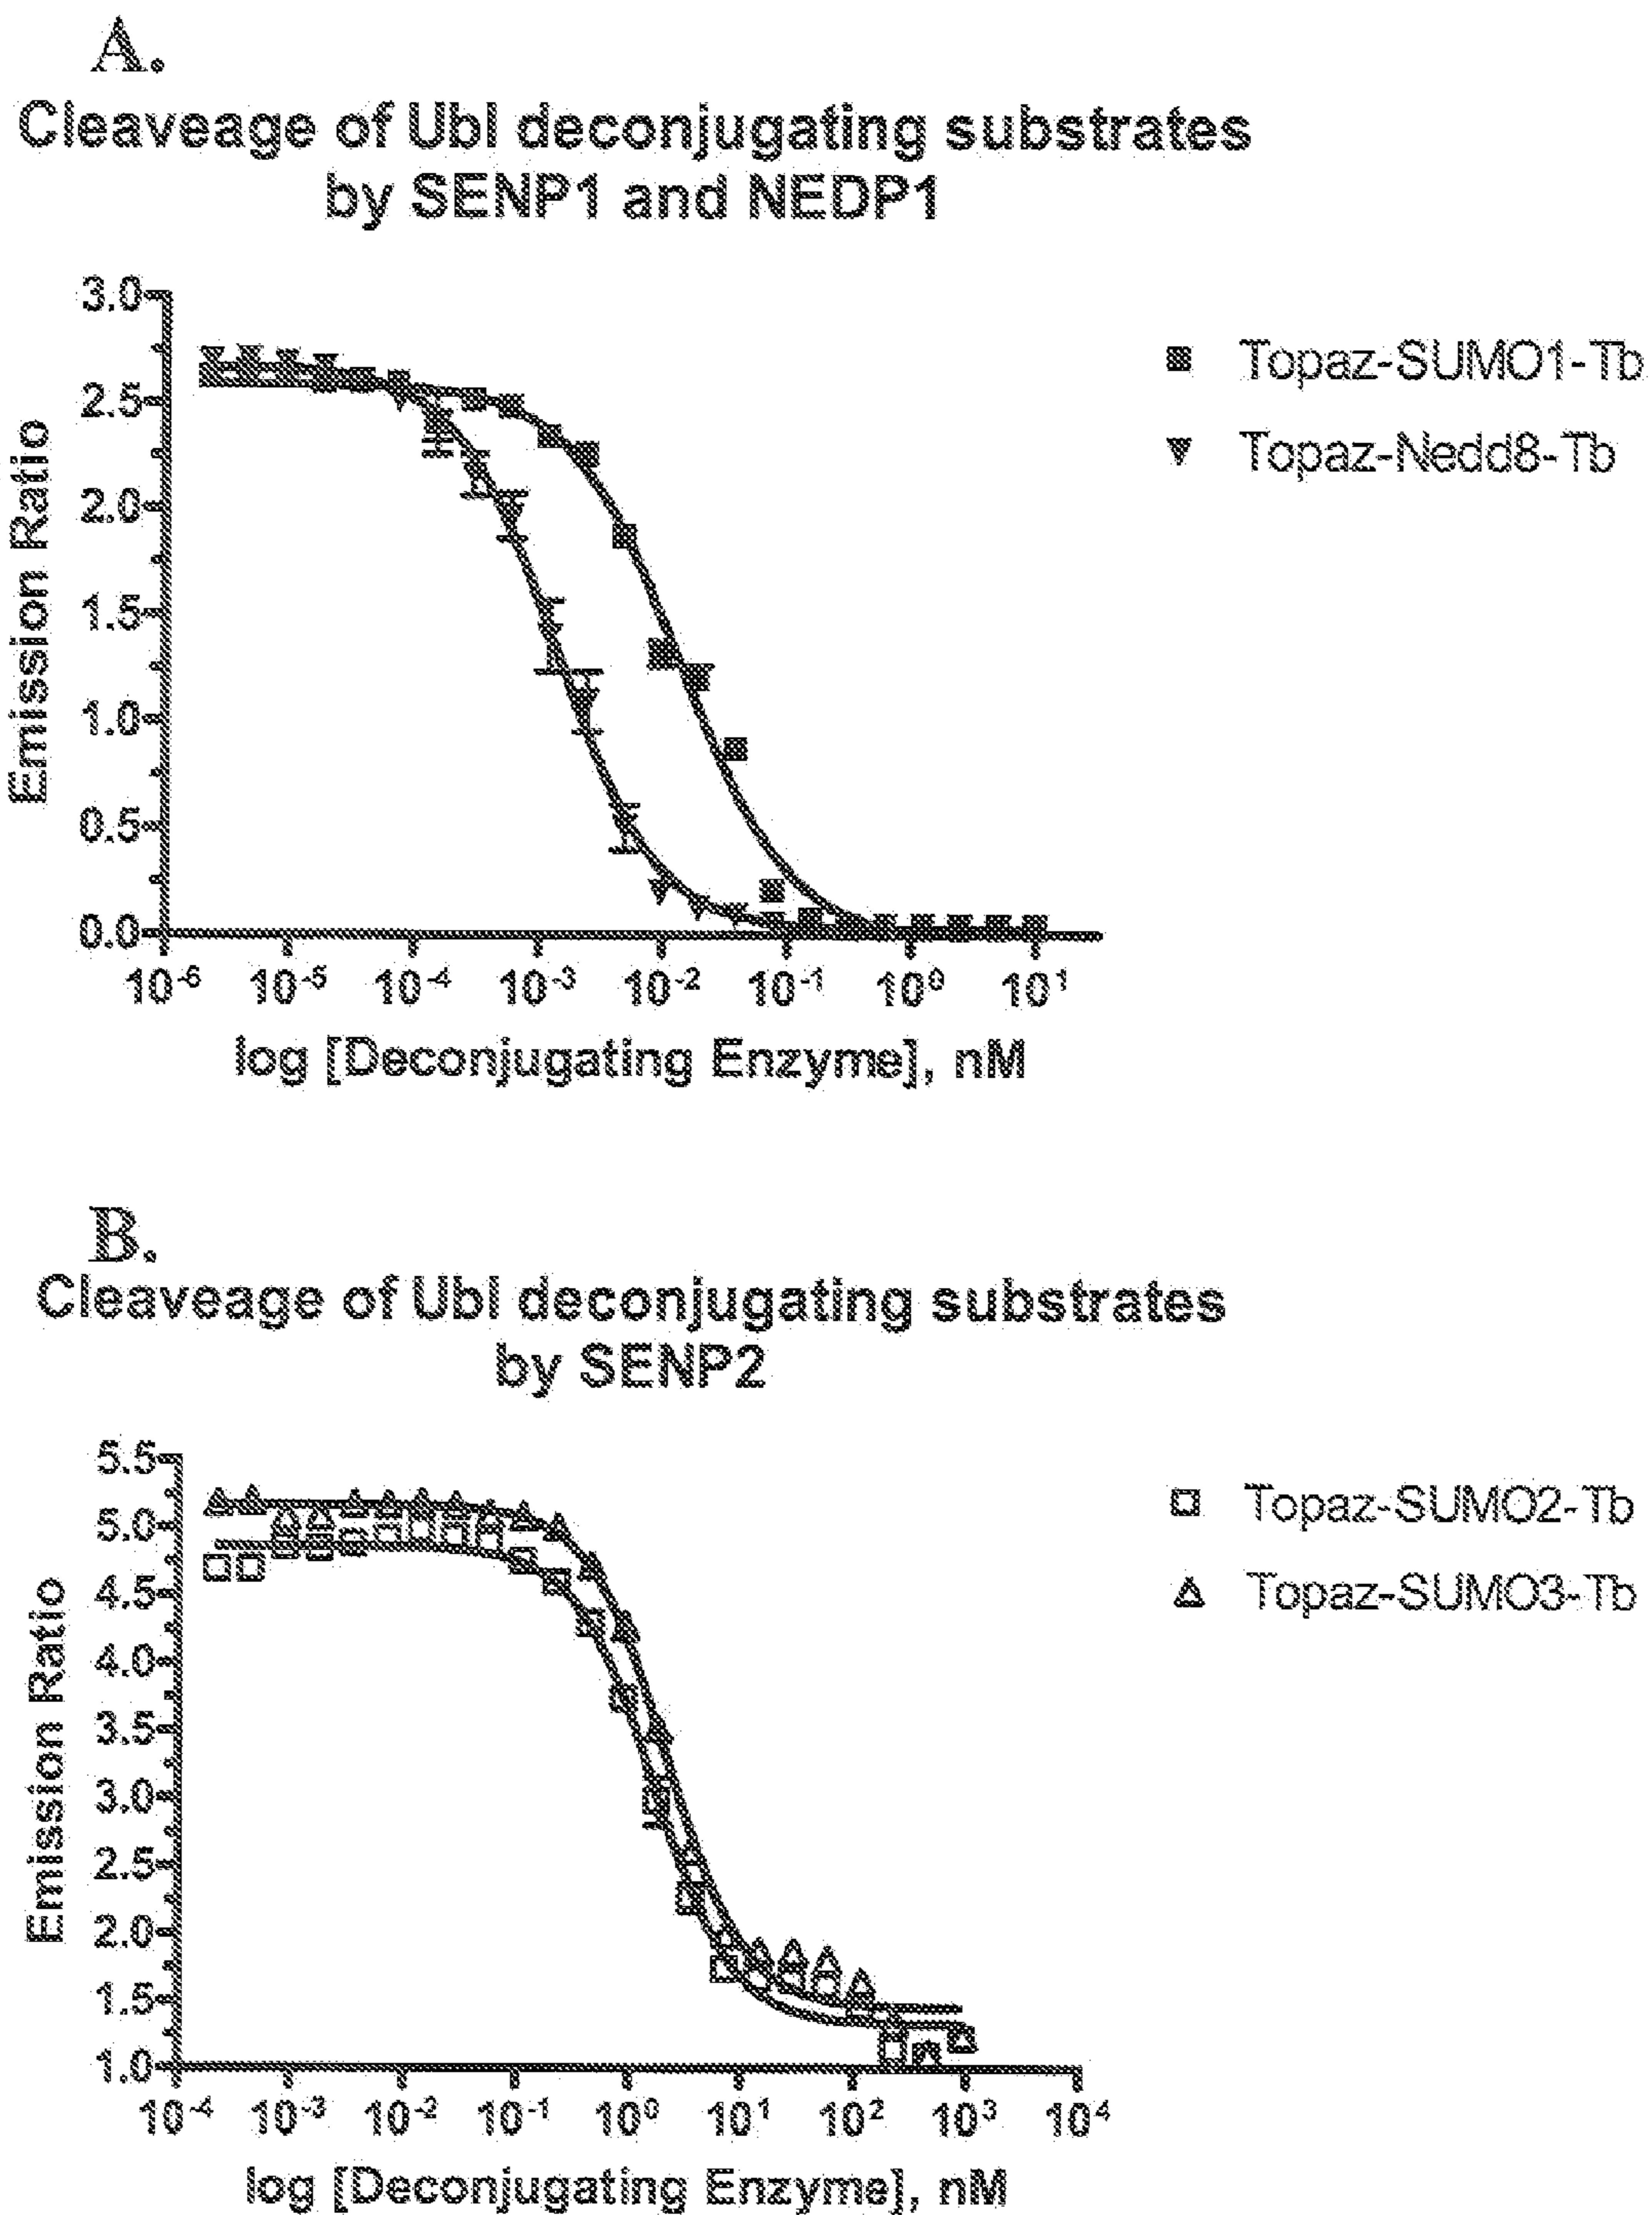 A.
Cleaveage of Ubl deconjugating substrates
by SENP1 and NEDP1
3.0
2.5
2.0
1.5
1.0
0.5
0.0
Emission Ratio
10⁻⁶ 10⁻⁵ 10⁻⁴ 10⁻³ 10⁻² 10⁻¹ 10⁰ 10¹
log [Deconjugating Enzyme], nM
Topaz-SUMO1-Tb
Topaz-Nedd8-Tb
B.
Cleaveage of Ubl deconjugating substrates
by SENP2
5.5
5.0
4.5
4.0
3.5
3.0
2.5
2.0
1.5
1.0
Emission Ratio
10⁻⁴ 10⁻³ 10⁻² 10⁻¹ 10⁰ 10¹ 10² 10³ 10⁴
log [Deconjugating Enzyme], nM
Topaz-SUMO2-Tb
Topaz-SUMO3-Tb